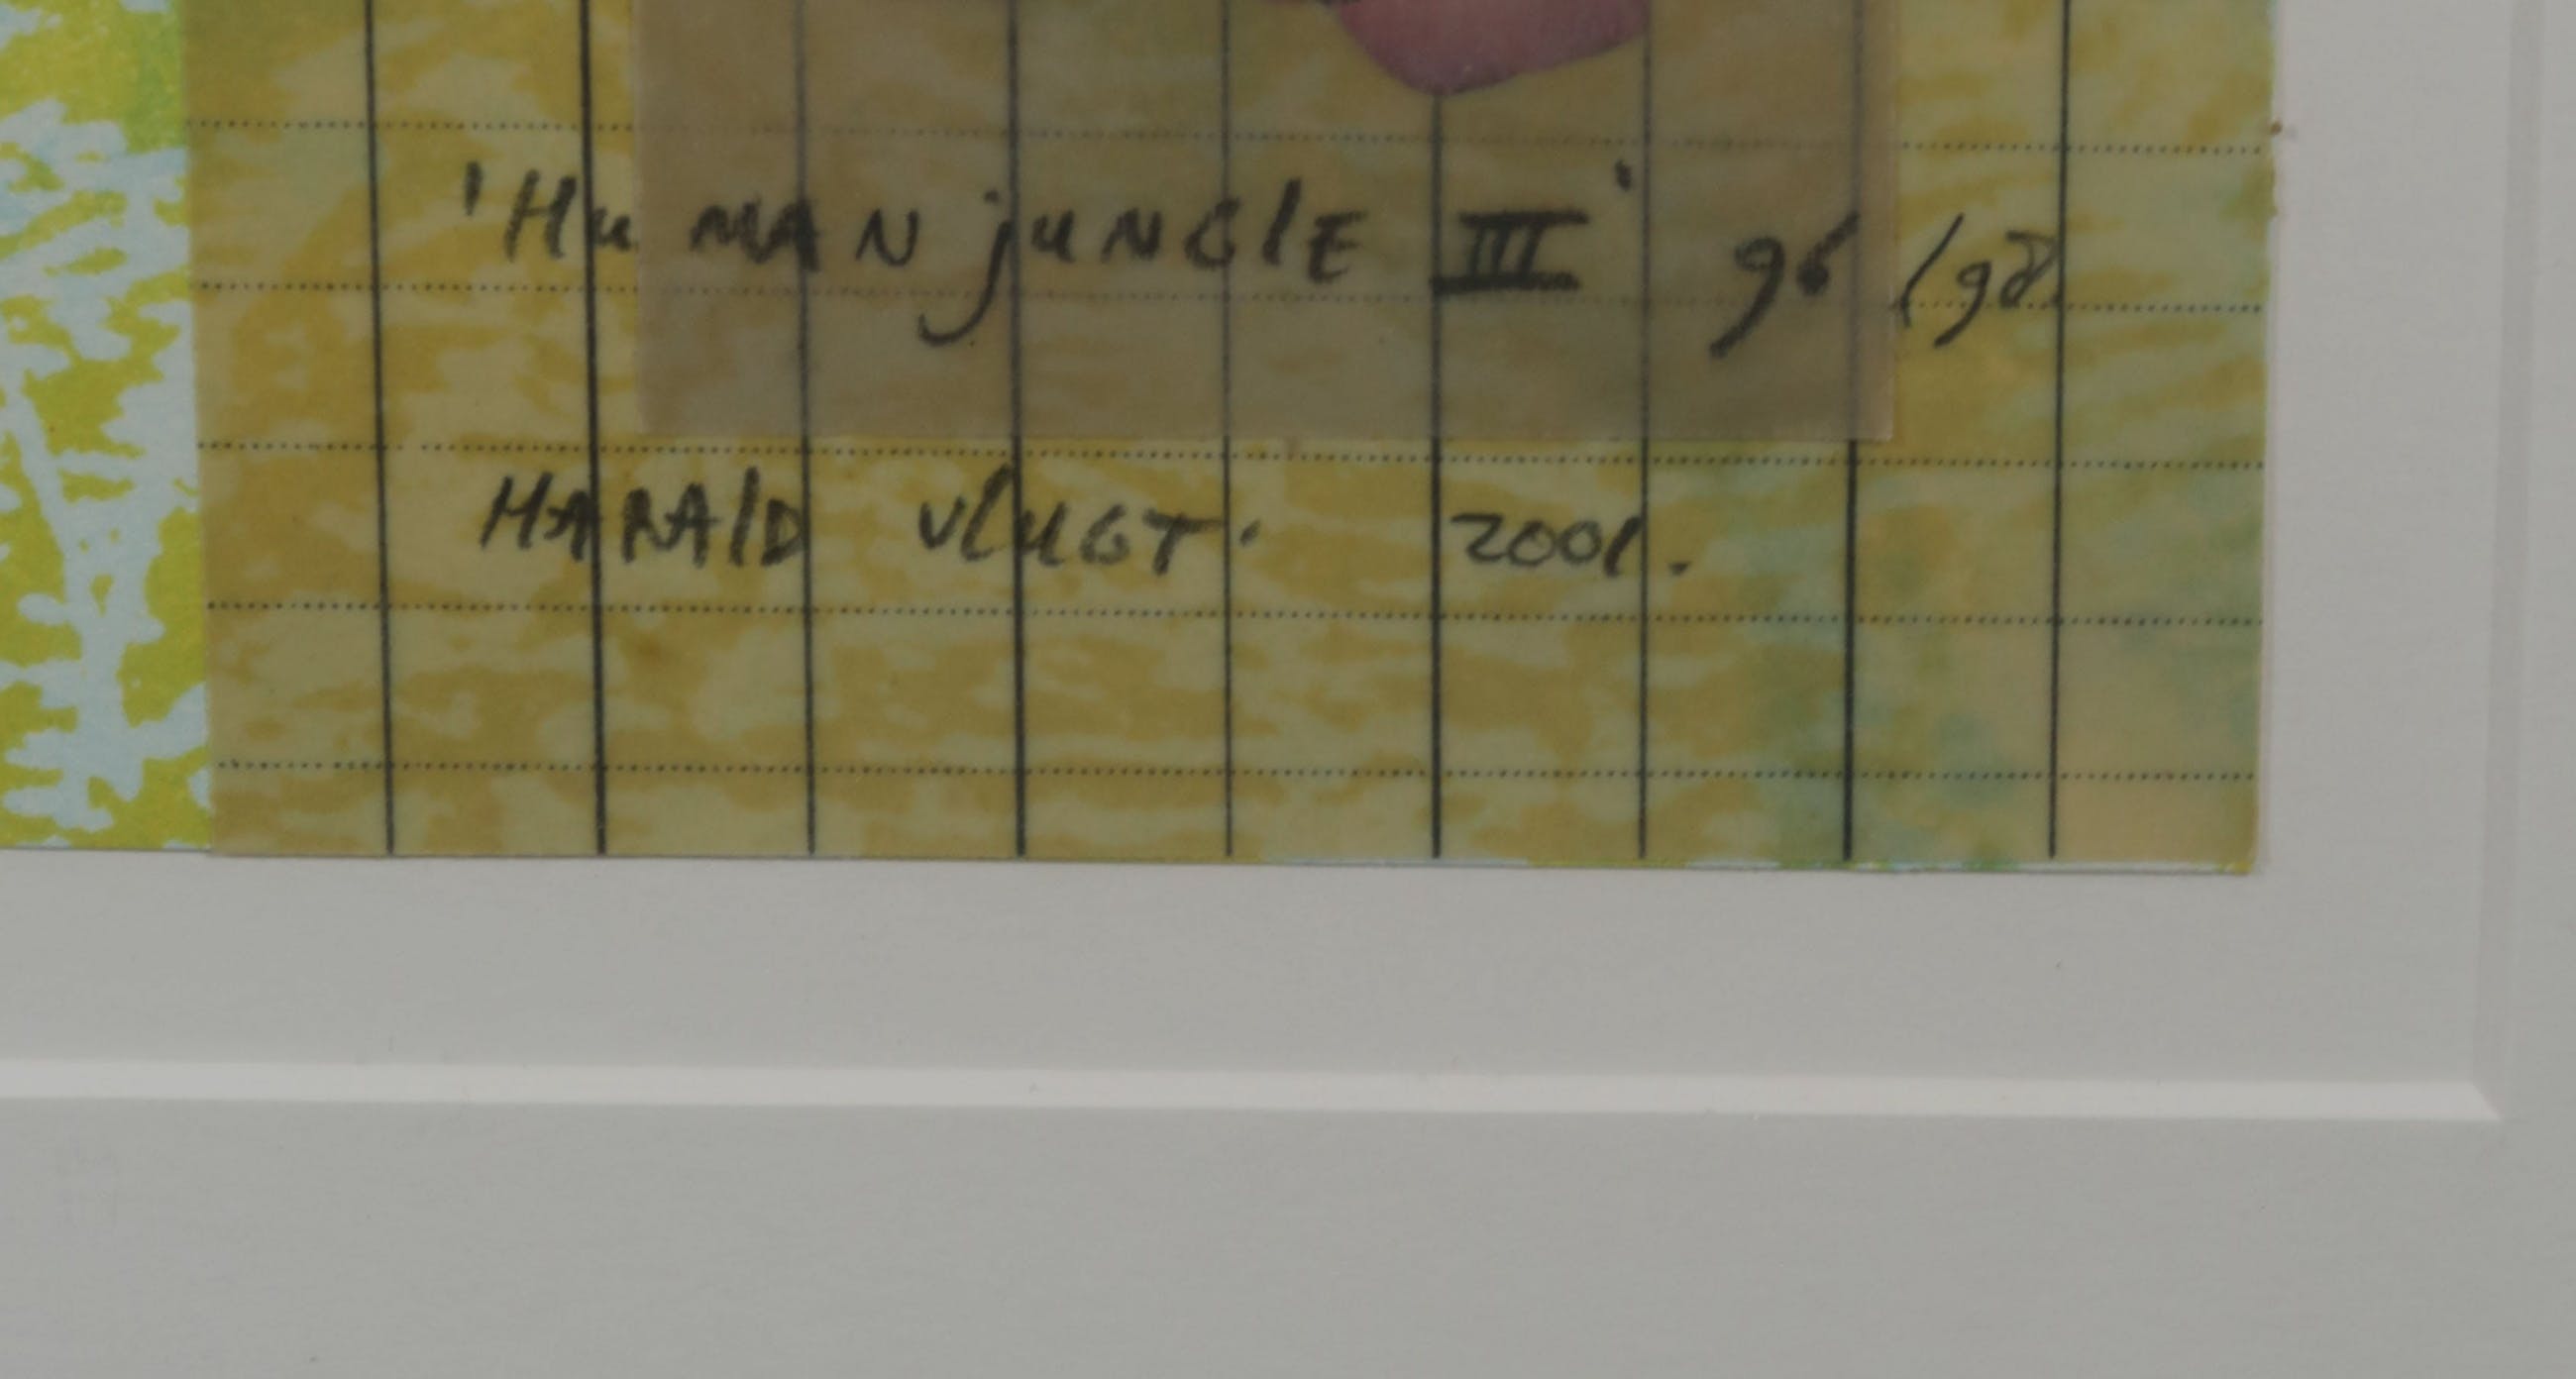 'HuMAN juNGlE III' 96/98
HARAlD VluGT. 2001.